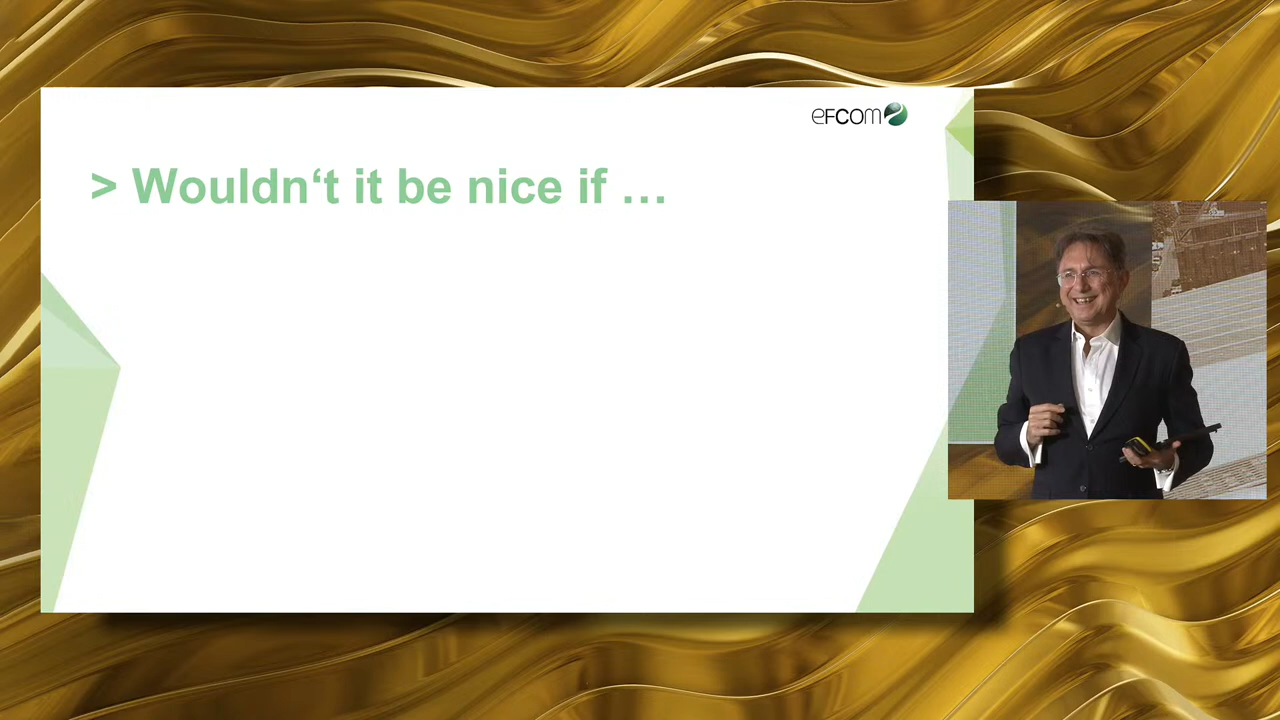 eFCOM
> Wouldn‘t it be nice if …